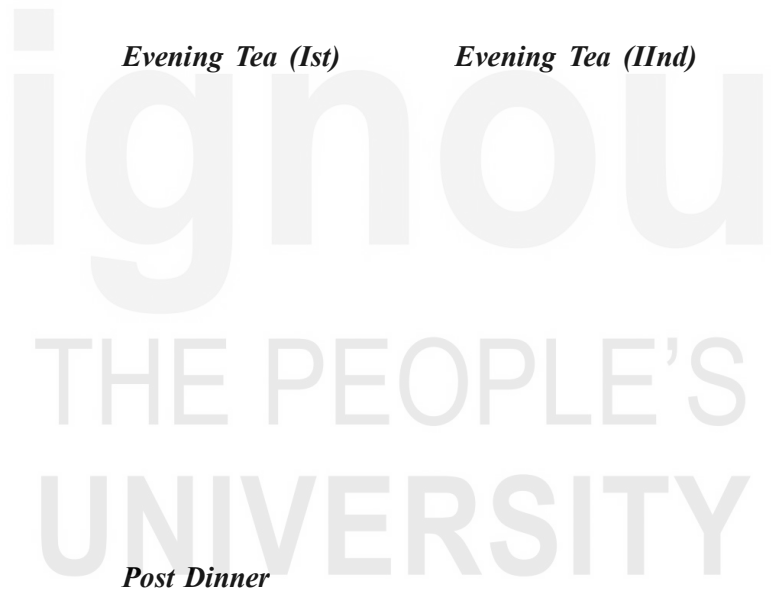 Evening Tea (Ist) Evening Tea (IInd)
ignou
THE PEOPLE'S
UNIVERSITY
Post Dinner